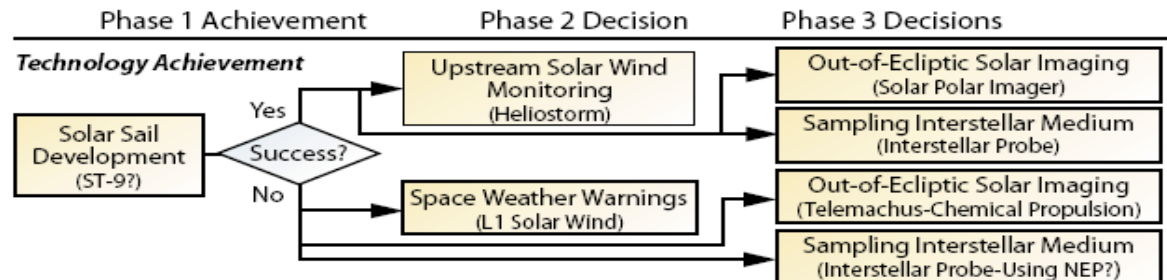 Phase 1 Achievement Phase 2 Decision Phase 3 Decisions
Technology Achievement
Solar Sail
Development
(ST-9?)
Success?
Yes
No
Upstream Solar Wind
Monitoring
(Heliostorm)
Space Weather Warnings
(L1 Solar Wind)
Out-of-Ecliptic Solar Imaging
(Solar Polar Imager)
Sampling Interstellar Medium
(Interstellar Probe)
Out-of-Ecliptic Solar Imaging
(Telemachus-Chemical Propulsion)
Sampling Interstellar Medium
(Interstellar Probe-Using NEP?)